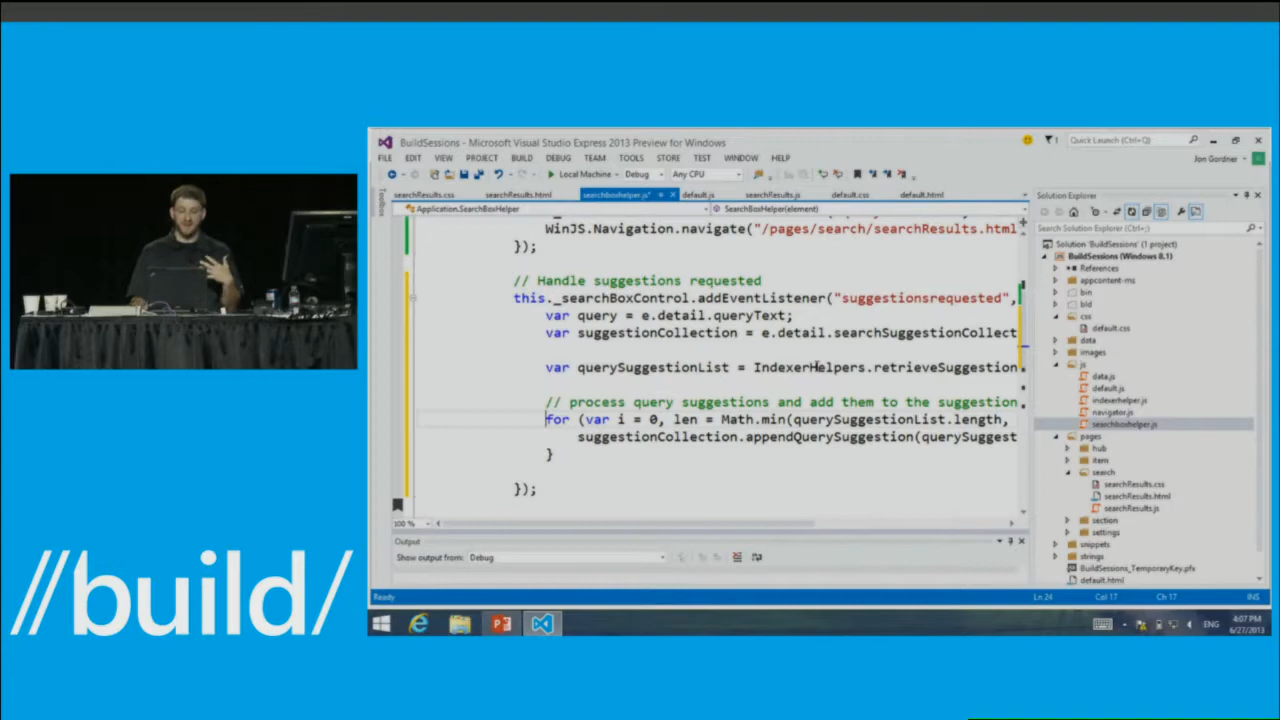 BuildSessions - Microsoft Visual Studio Express 2013 Preview for Windows
Quick Launch (Ctrl+Q)
FILE EDIT VIEW PROJECT BUILD DEBUG TEAM TOOLS STORE TEST WINDOW HELP
Jon Gordner
Local Machine Debug Any CPU
Toolbox
searchResults.css searchResults.html searchboxhelper.js* default.js searchResults.js default.css default.html
Application.SearchBoxHelper SearchBoxHelper(element)
WinJS.Navigation.navigate("/pages/search/searchResults.html
});
// Handle suggestions requested
this._searchBoxControl.addEventListener("suggestionsrequested",
var query = e.detail.queryText;
var suggestionCollection = e.detail.searchSuggestionCollect
var querySuggestionList = IndexerHelpers.retrieveSuggestion
// process query suggestions and add them to the suggestion
for (var i = 0, len = Math.min(querySuggestionList.length,
suggestionCollection.appendQuerySuggestion(querySuggest
}
});
100 %
Output
Show output from: Debug
Ready
Ln 24 Col 17 Ch 17 INS
Solution Explorer
Search Solution Explorer (Ctrl+;)
Solution 'BuildSessions' (1 project)
BuildSessions (Windows 8.1)
References
appcontent-ms
bin
bld
css
default.css
data
images
js
data.js
default.js
indexerhelper.js
navigator.js
searchboxhelper.js
pages
hub
item
search
searchResults.css
searchResults.html
searchResults.js
section
settings
snippets
strings
BuildSessions_TemporaryKey.pfx
default.html
ENG
4:07 PM
6/27/2013
//build/